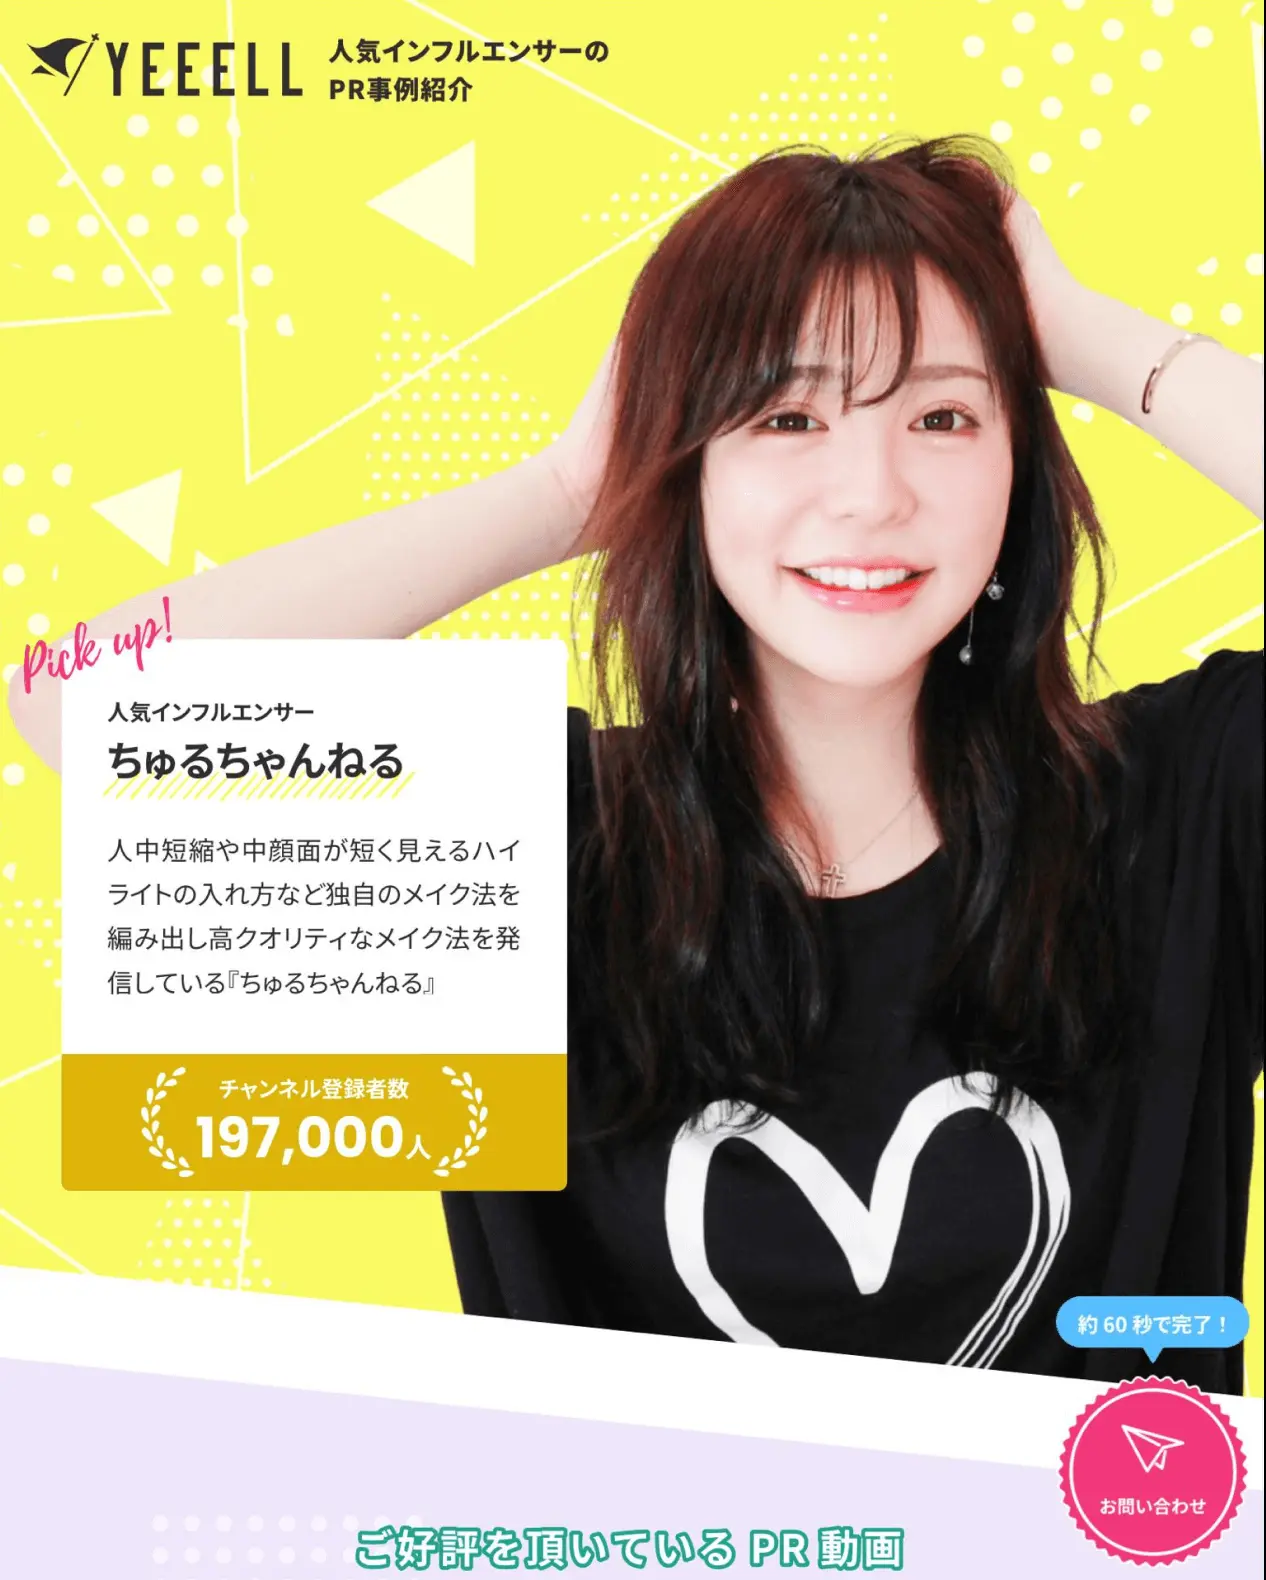 YEEELL
人気インフルエンサーの
PR事例紹介
Pick up!
人気インフルエンサー
ちゅるちゃんねる
人中短縮や中顔面が短く見えるハイ
ライトの入れ方など独自のメイク法を
編み出し高クオリティなメイク法を発
信している『ちゅるちゃんねる』
チャンネル登録者数
197,000人
約60秒で完了！
お問い合わせ
ご好評を頂いているPR動画